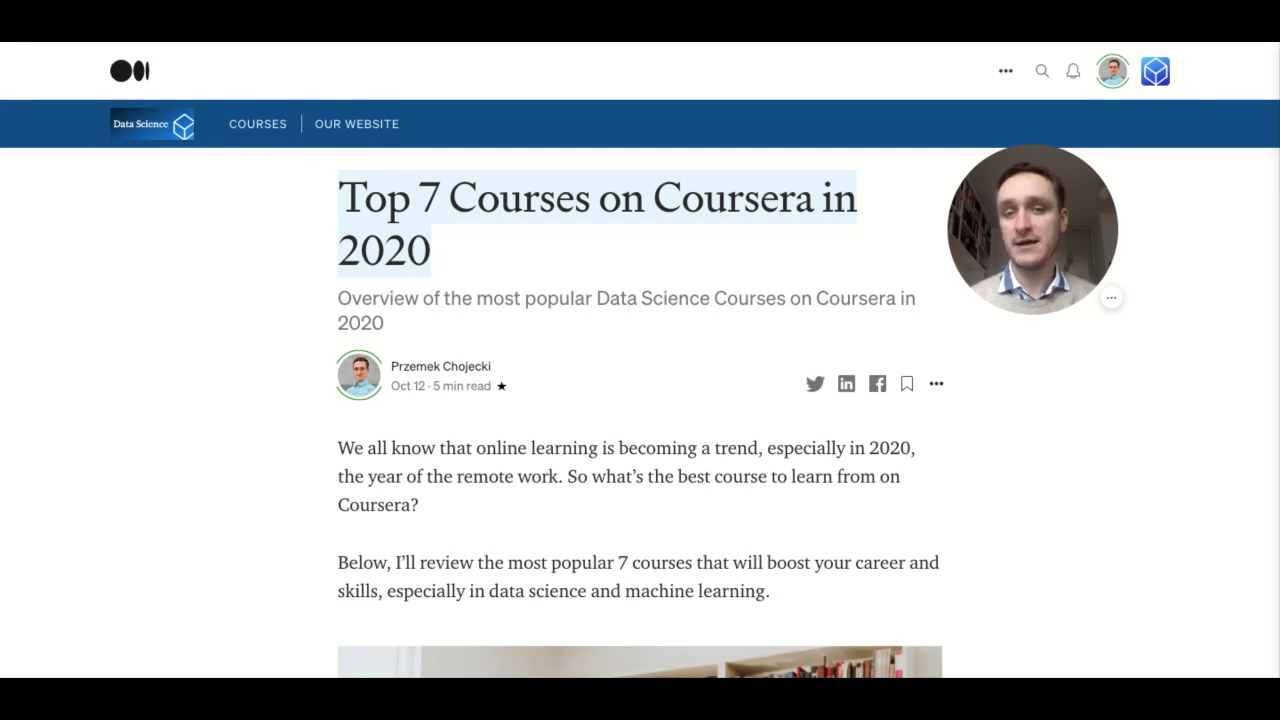 Data Science
COURSES
OUR WEBSITE
Top 7 Courses on Coursera in
2020
Overview of the most popular Data Science Courses on Coursera in
2020
Przemek Chojecki
Oct 12 · 5 min read ★
We all know that online learning is becoming a trend, especially in 2020,
the year of the remote work. So what’s the best course to learn from on
Coursera?
Below, I’ll review the most popular 7 courses that will boost your career and
skills, especially in data science and machine learning.